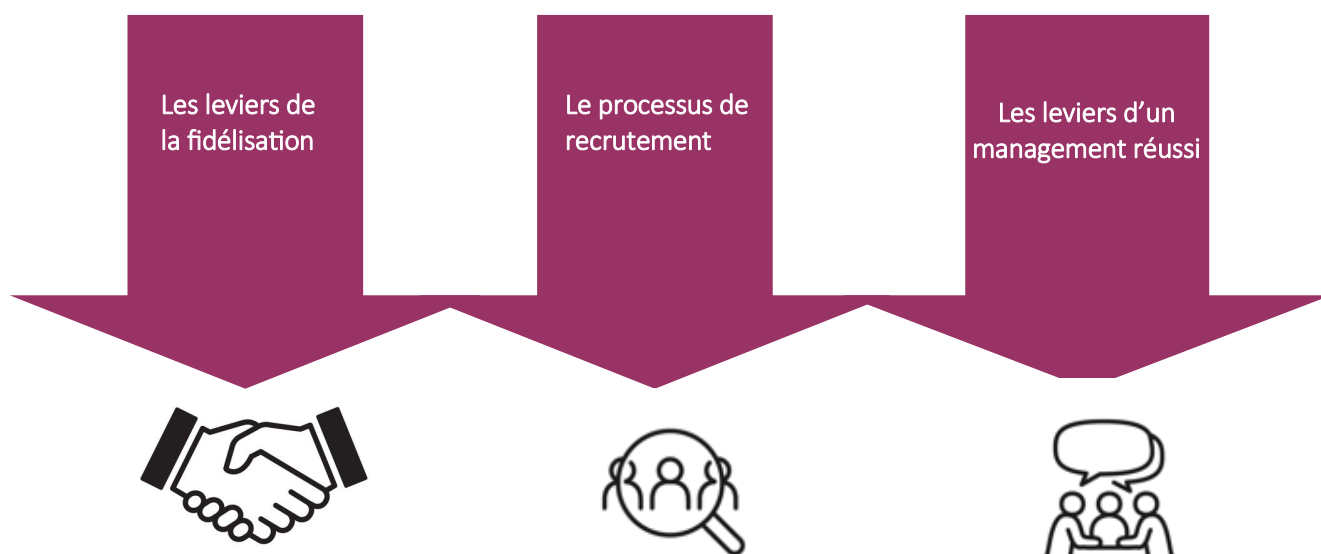 Les leviers de
la fidélisation
Le processus de
recrutement
Les leviers d’un
management réussi